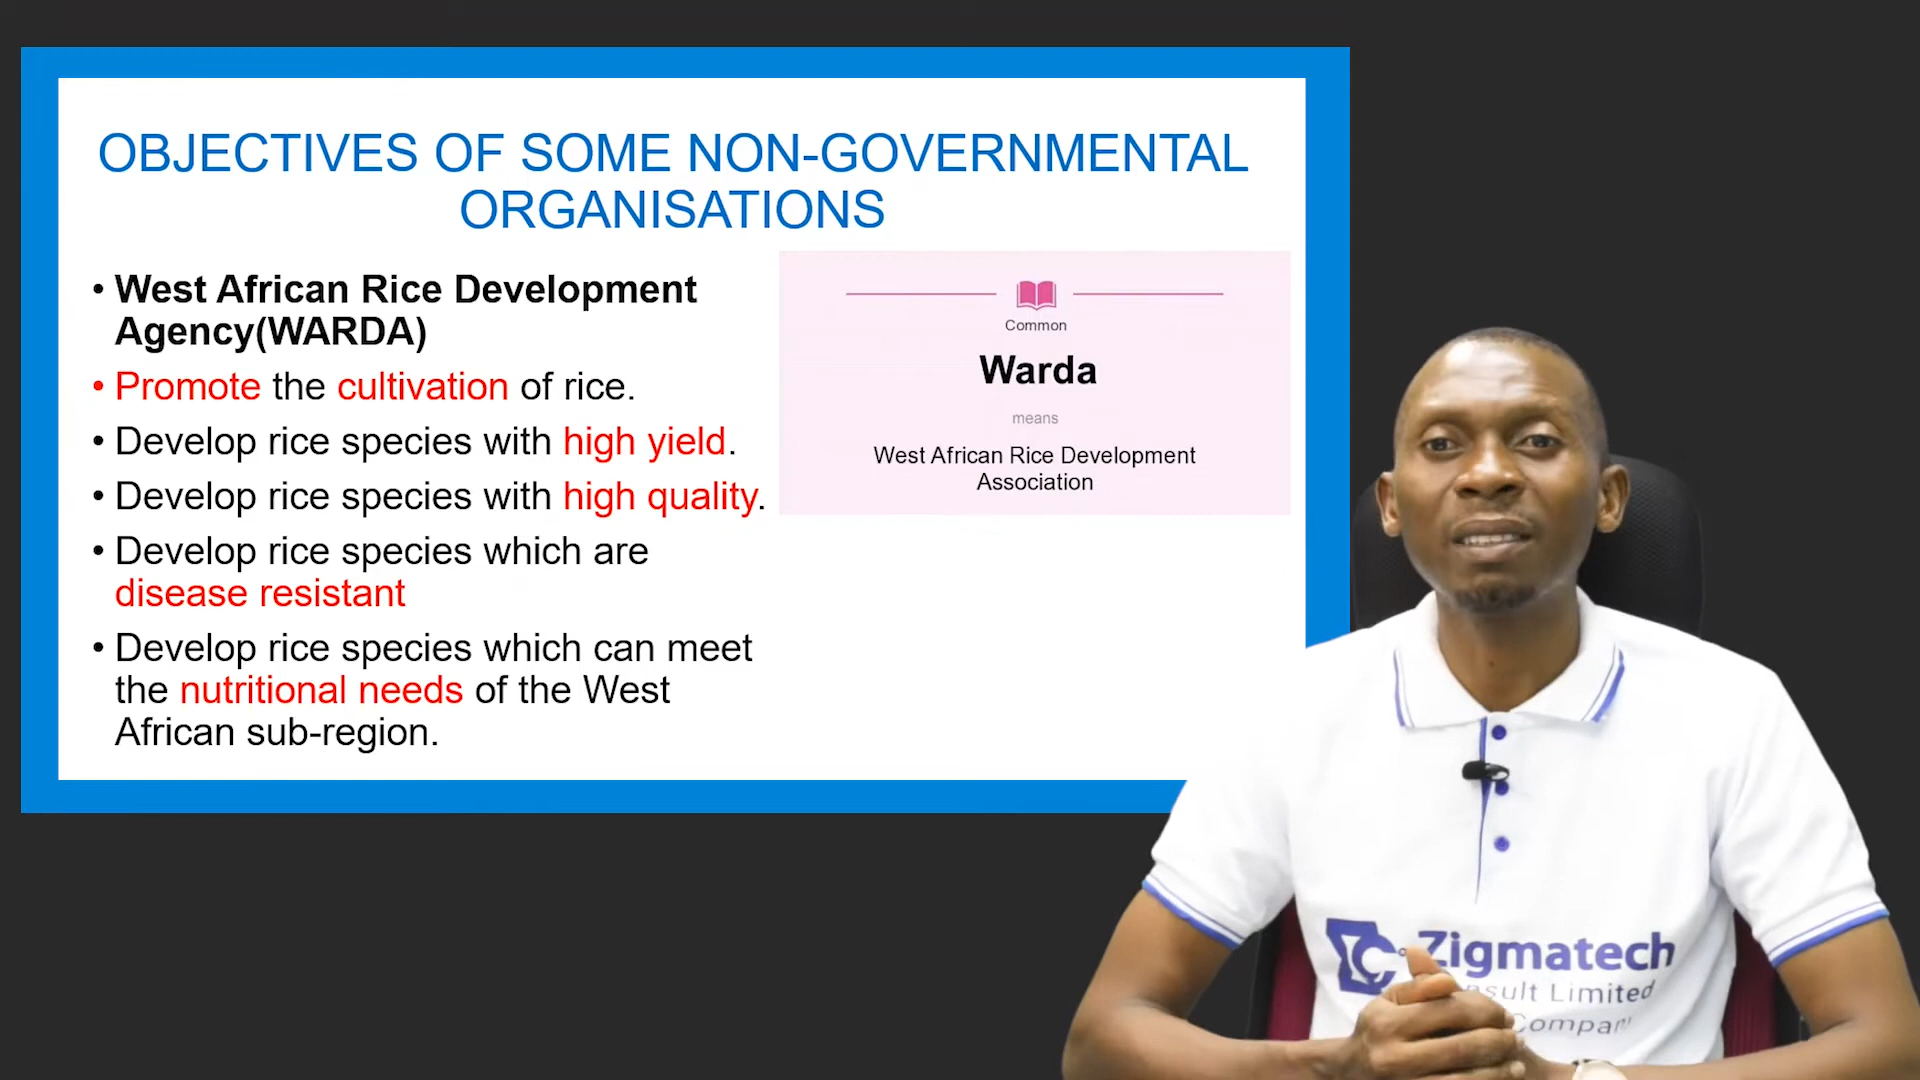 OBJECTIVES OF SOME NON-GOVERNMENTAL
ORGANISATIONS
• West African Rice Development
Agency(WARDA)
• Promote the cultivation of rice.
• Develop rice species with high yield.
• Develop rice species with high quality.
• Develop rice species which are
disease resistant
• Develop rice species which can meet
the nutritional needs of the West
African sub-region.
Common
Warda
means
West African Rice Development
Association
Zigmatech
Limited